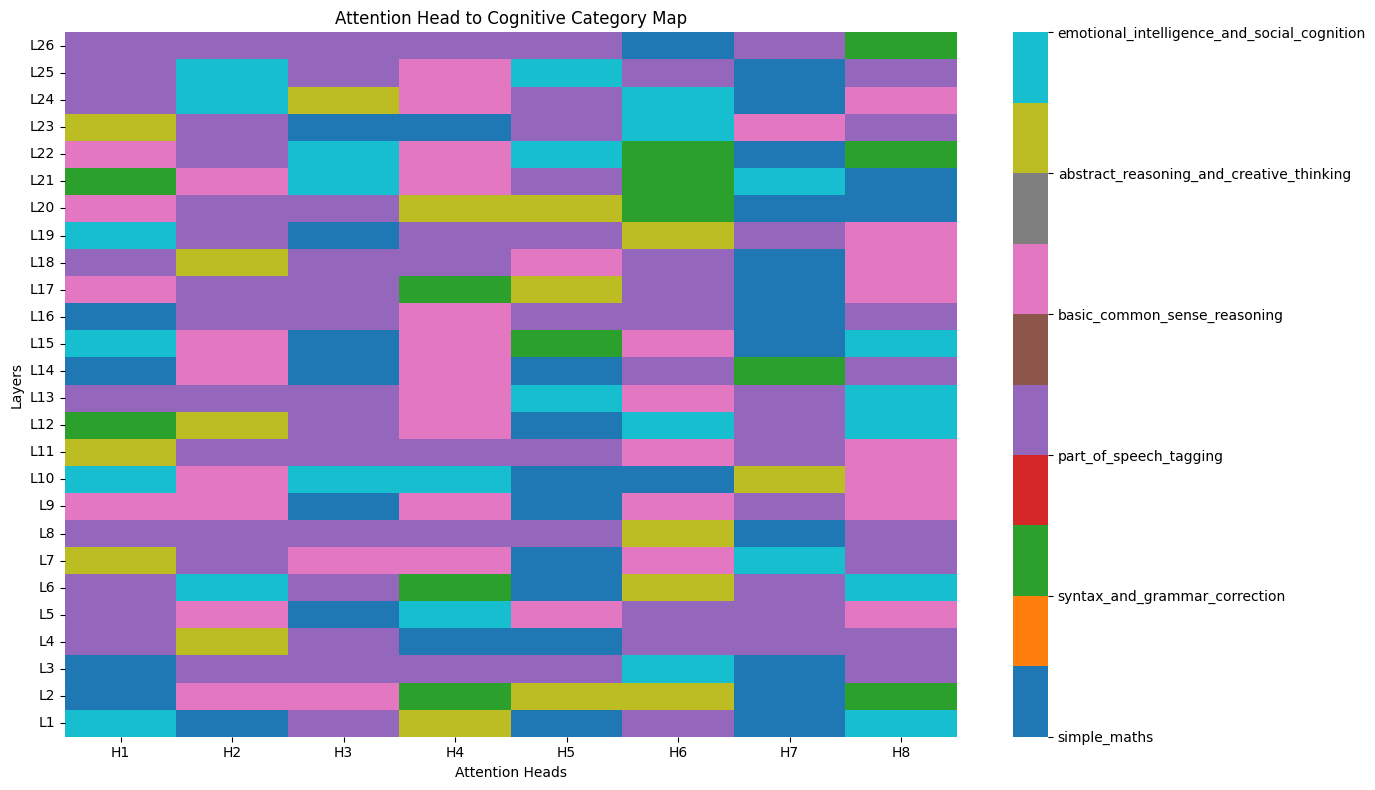 Attention Head to Cognitive Category Map
Layers
L26
L25
L24
L23
L22
L21
L20
L19
L18
L17
L16
L15
L14
L13
L12
L11
L10
L9
L8
L7
L6
L5
L4
L3
L2
L1
H1 H2 H3 H4 H5 H6 H7 H8
Attention Heads
emotional_intelligence_and_social_cognition
abstract_reasoning_and_creative_thinking
basic_common_sense_reasoning
part_of_speech_tagging
syntax_and_grammar_correction
simple_maths